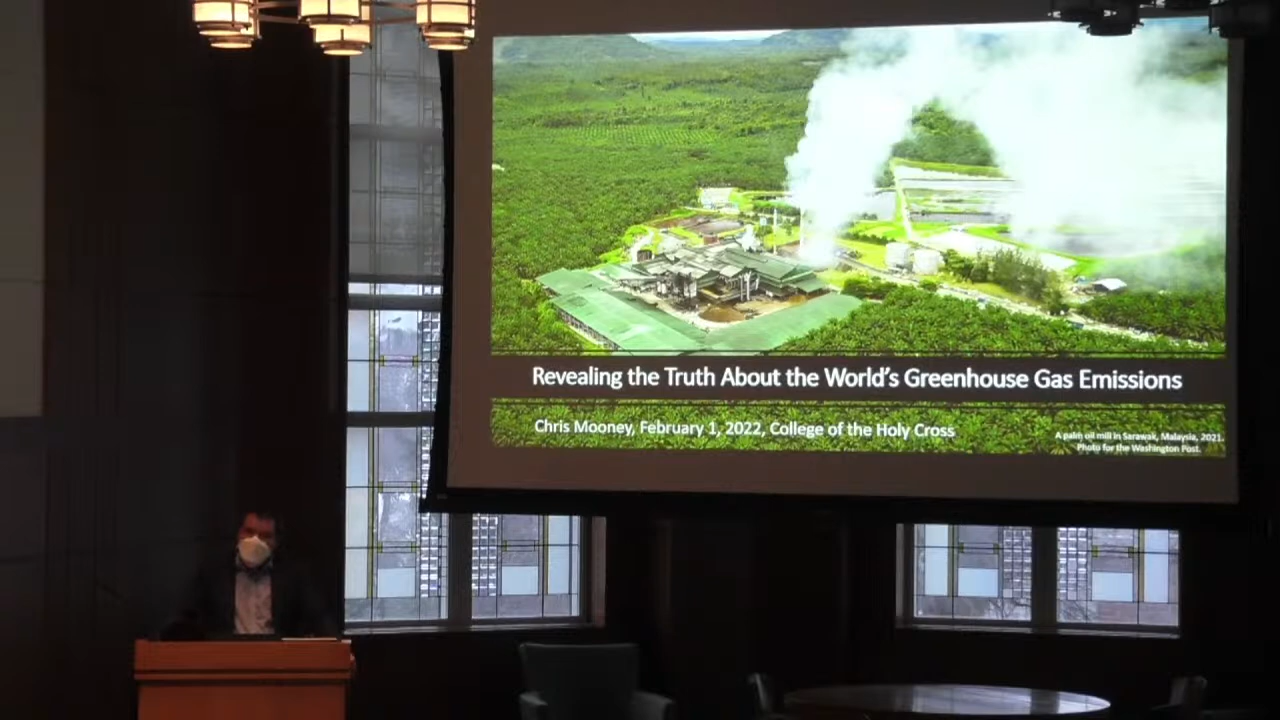 Revealing the Truth About the World's Greenhouse Gas Emissions
Chris Mooney, February 1, 2022, College of the Holy Cross
A palm oil mill in Sarawak, Malaysia, 2021.
Photo for the Washington Post.